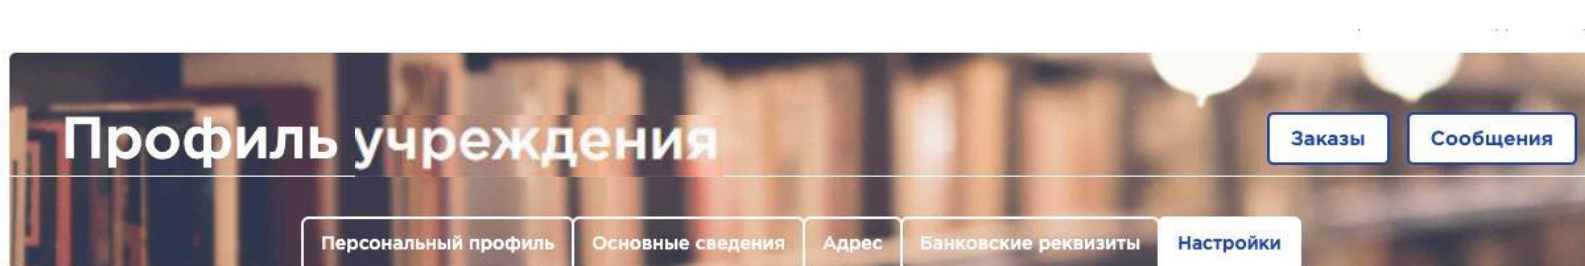 Профиль учреждения
Заказы
Сообщения
Персональный профиль
Основные сведения
Адрес
Банковские реквизиты
Настройки